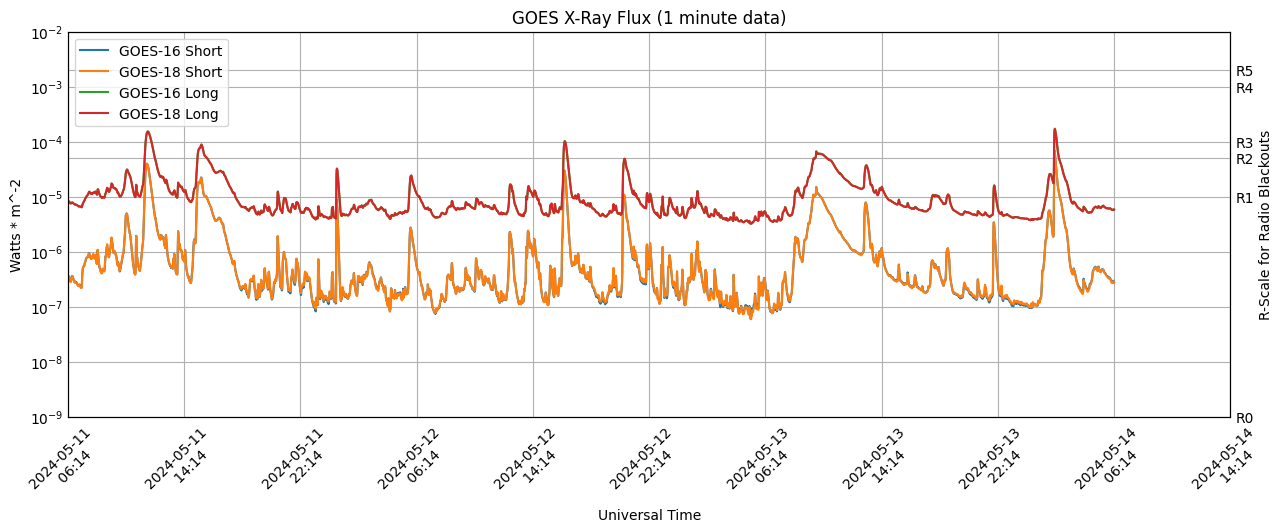 GOES X-Ray Flux (1 minute data)
GOES-16 Short
GOES-18 Short
GOES-16 Long
GOES-18 Long
Watts * m^-2
10^-2
10^-3
10^-4
10^-5
10^-6
10^-7
10^-8
10^-9
R5
R4
R3
R2
R1
R0
R-Scale for Radio Blackouts
2024-05-11
06:14
2024-05-11
14:14
2024-05-11
22:14
2024-05-12
06:14
2024-05-12
14:14
2024-05-12
22:14
2024-05-13
06:14
2024-05-13
14:14
2024-05-13
22:14
2024-05-14
06:14
2024-05-14
14:14
Universal Time